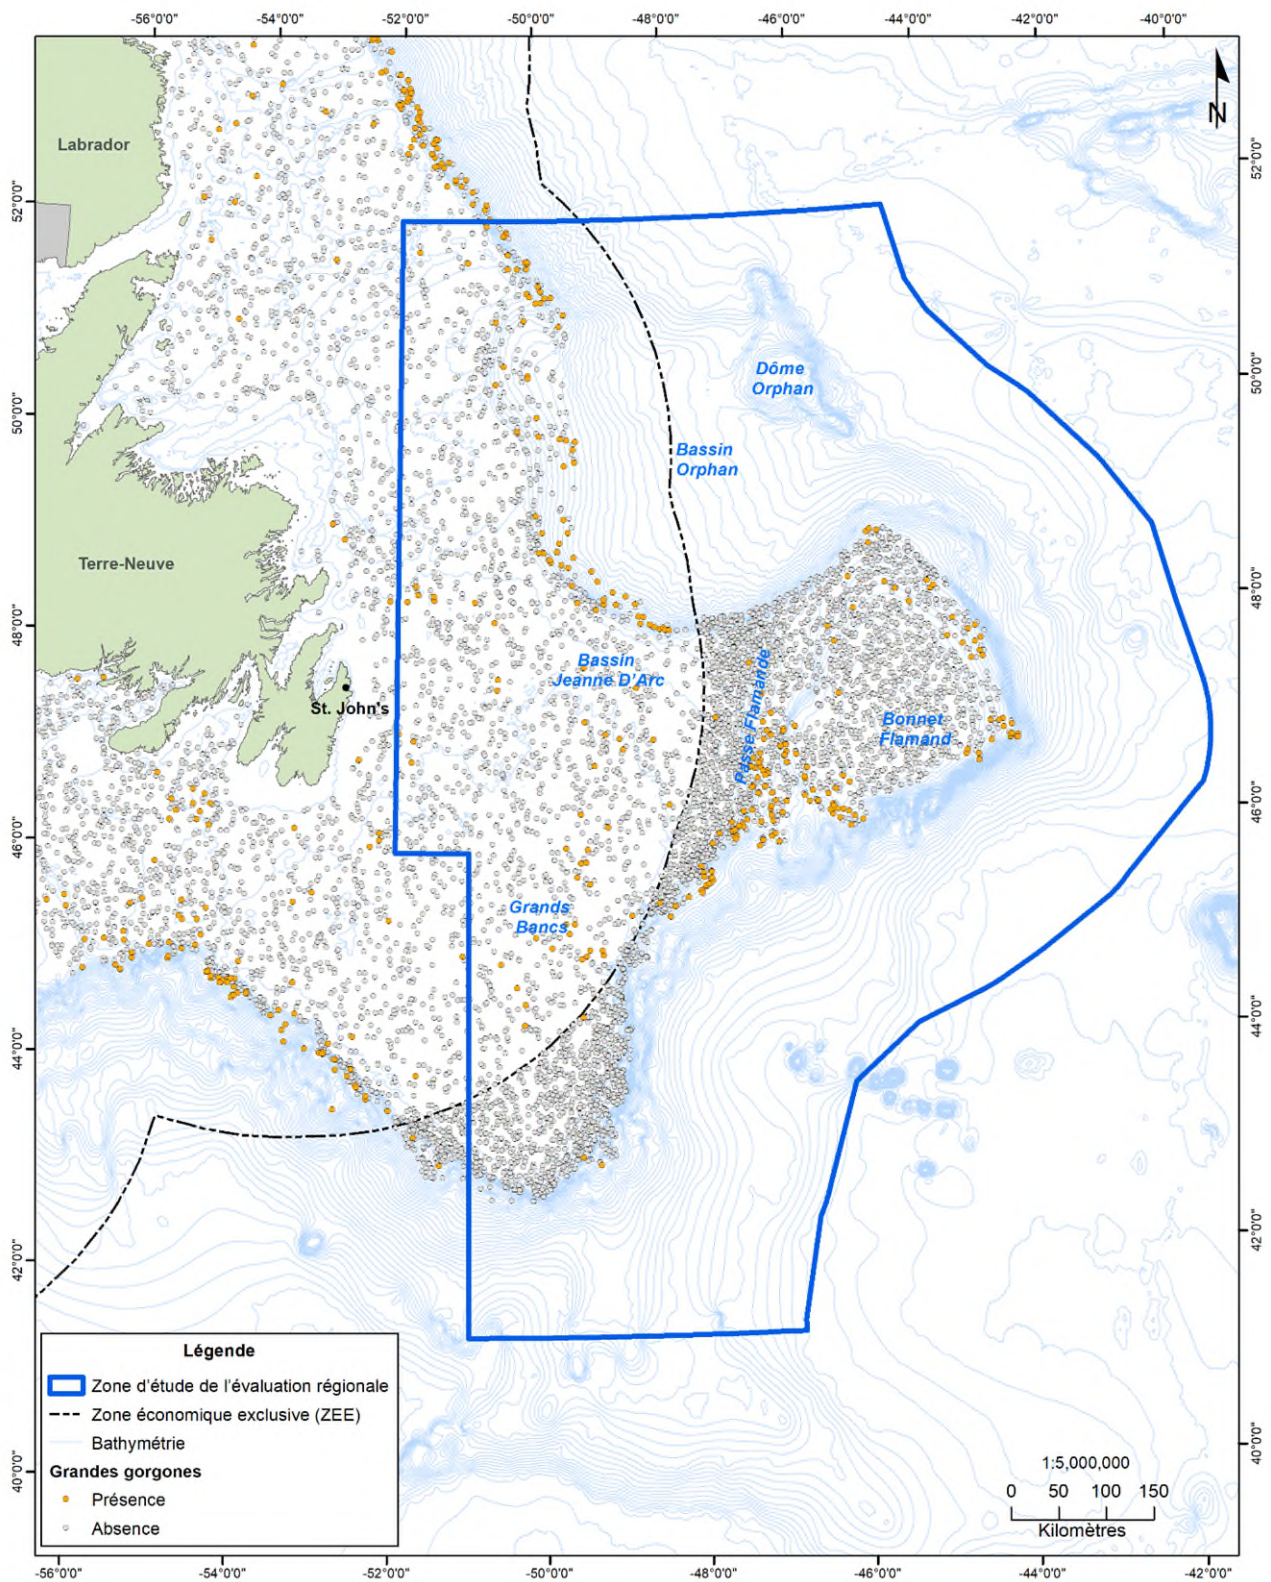 -56°0'0" -54°0'0" -52°0'0" -50°0'0" -48°0'0" -46°0'0" -44°0'0" -42°0'0" -40°0'0"
N
Labrador
52°0'0"
52°0'0"
Dôme
Orphan
50°0'0"
50°0'0"
Bassin
Orphan
Terre-Neuve
48°0'0"
48°0'0"
Bassin
Jeanne D'Arc
Passe Flamande
Bonnet
Flamand
St. John's
46°0'0"
46°0'0"
Grands
Bancs
44°0'0"
44°0'0"
42°0'0"
42°0'0"
Légende
Zone d'étude de l'évaluation régionale
Zone économique exclusive (ZEE)
Bathymétrie
Grandes gorgones
Présence
Absence
40°0'0"
40°0'0"
1:5,000,000
0 50 100 150
Kilomètres
-56°0'0" -54°0'0" -52°0'0" -50°0'0" -48°0'0" -46°0'0" -44°0'0" -42°0'0"